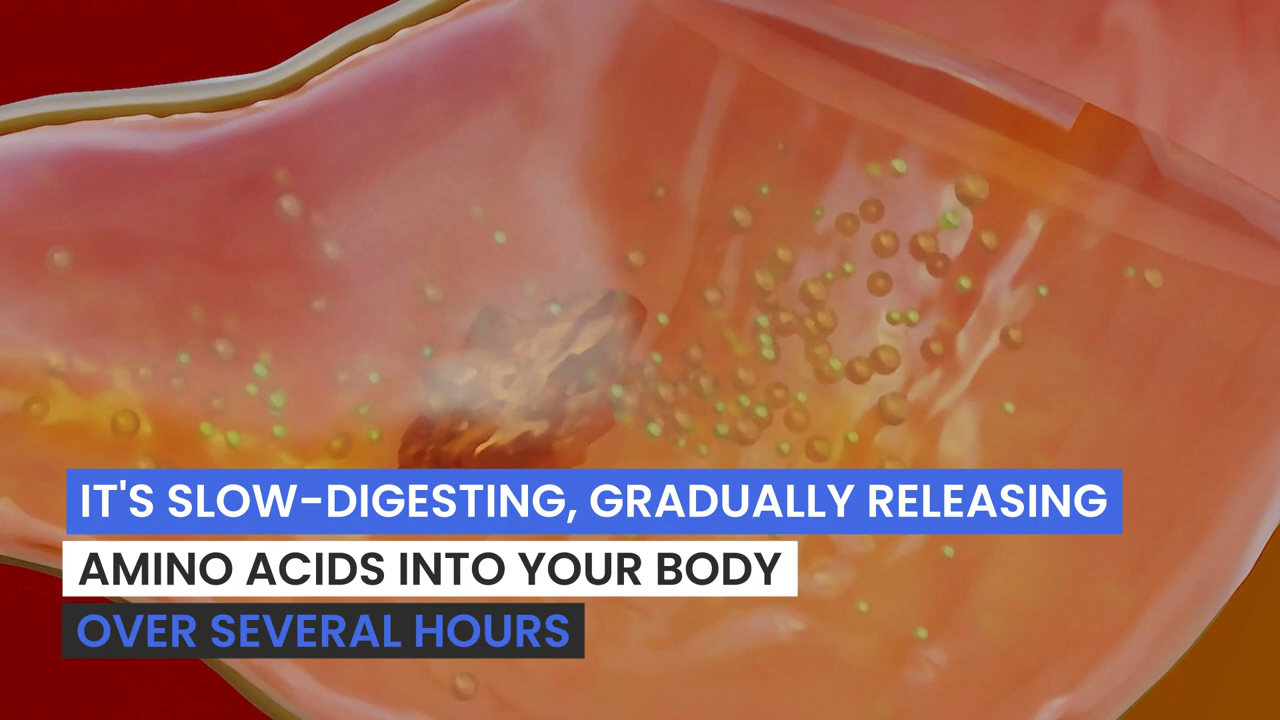 IT'S SLOW-DIGESTING, GRADUALLY RELEASING
AMINO ACIDS INTO YOUR BODY
OVER SEVERAL HOURS